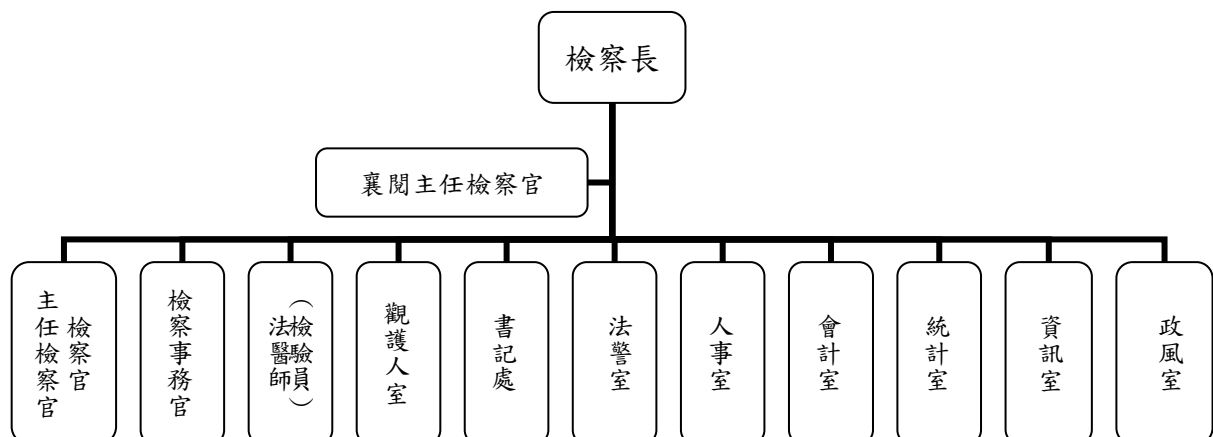 檢察長
襄閱主任檢察官
檢察官
主任檢察官
檢察事務官
（檢驗員）
法醫師
觀護人室
書記處
法警室
人事室
會計室
統計室
資訊室
政風室